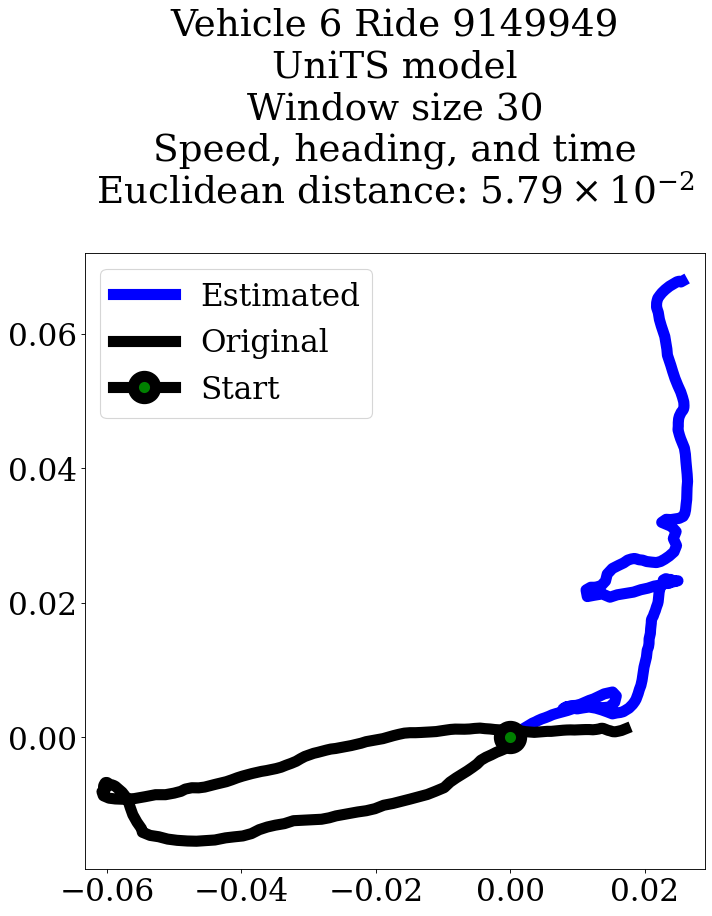 Vehicle 6 Ride 9149949
UniTS model
Window size 30
Speed, heading, and time
Euclidean distance: 5.79 × 10⁻²
Estimated
Original
Start
0.06
0.04
0.02
0.00
−0.06 −0.04 −0.02 0.00 0.02